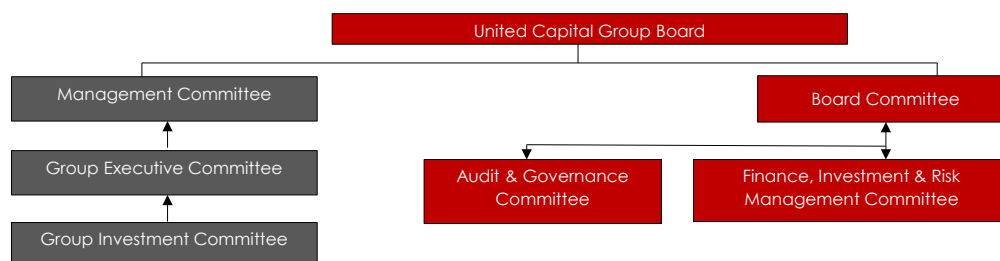 United Capital Group Board
Management Committee
Board Committee
Group Executive Committee
Audit & Governance
Committee
Finance, Investment & Risk
Management Committee
Group Investment Committee